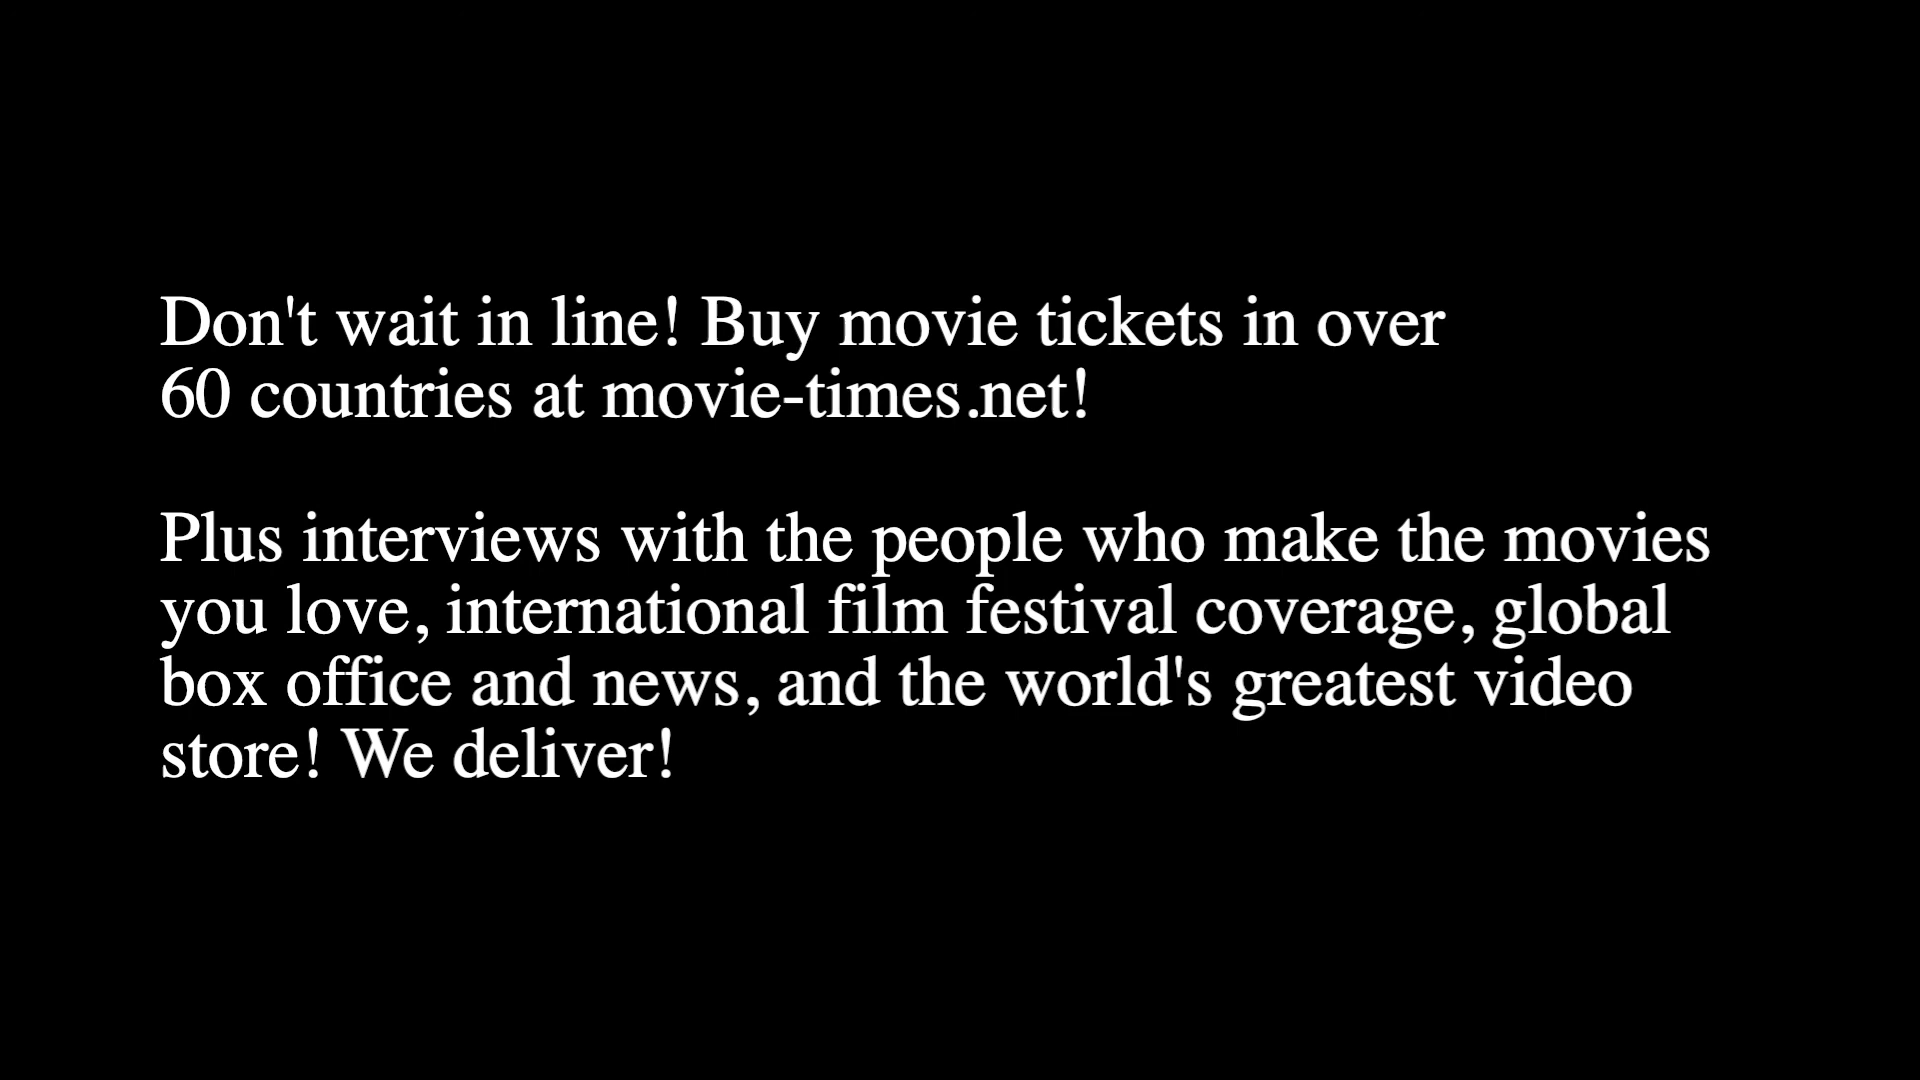 Don't wait in line! Buy movie tickets in over
60 countries at movie-times.net!
Plus interviews with the people who make the movies
you love, international film festival coverage, global
box office and news, and the world's greatest video
store! We deliver!